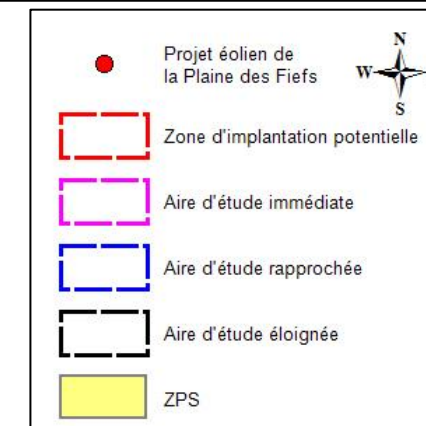 Projet éolien de
la Plaine des Fiefs
N
W
S
Zone d'implantation potentielle
Aire d'étude immédiate
Aire d'étude rapprochée
Aire d'étude éloignée
ZPS